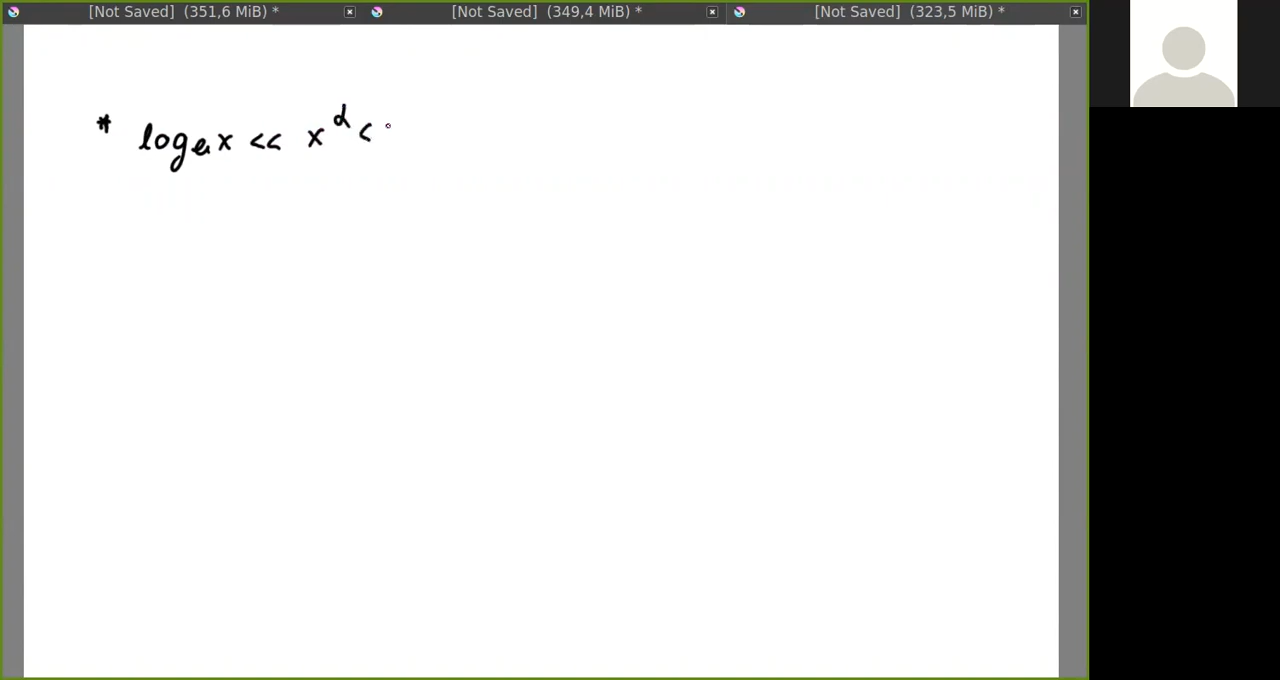 [Not Saved] (351,6 MiB) * [Not Saved] (349,4 MiB) * [Not Saved] (323,5 MiB) *
* logₐx << x^α <